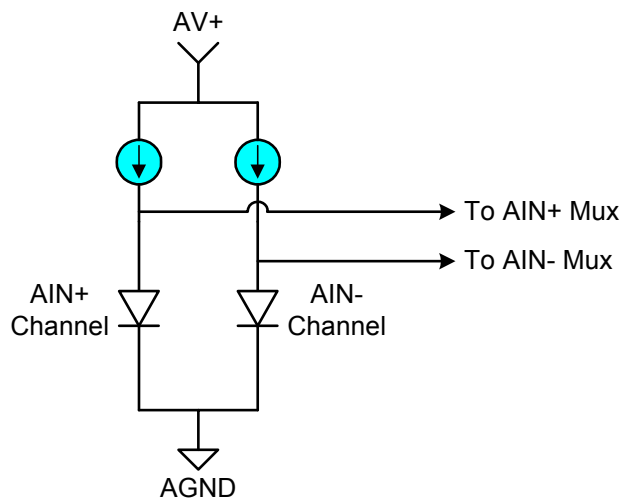 AV+
To AIN+ Mux
To AIN- Mux
AIN+
Channel
AIN-
Channel
AGND